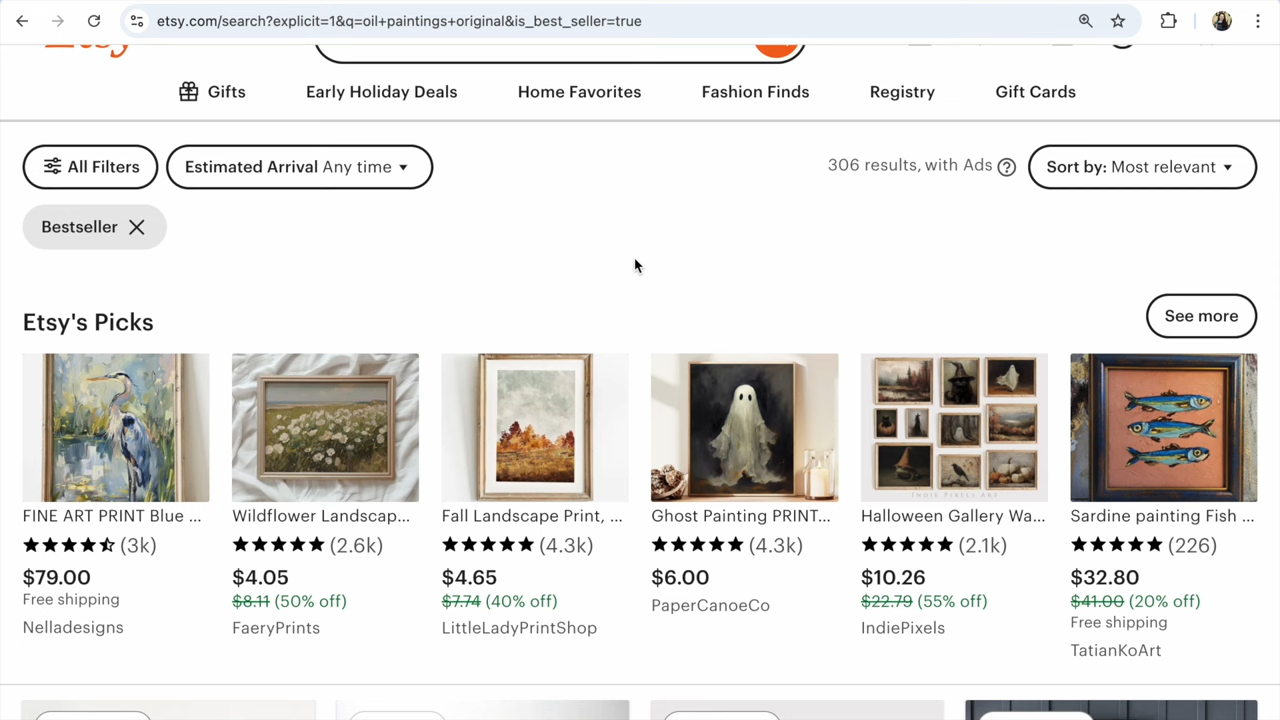 etsy.com/search?explicit=1&q=oil+paintings+original&is_best_seller=true
Etsy
Gifts
Early Holiday Deals
Home Favorites
Fashion Finds
Registry
Gift Cards
All Filters
Estimated Arrival Any time
306 results, with Ads ?
Sort by: Most relevant
Bestseller
Etsy's Picks
See more
INDIE PIXELS ART
FINE ART PRINT Blue ...
(3k)
$79.00
Free shipping
Nelladesigns
Wildflower Landscap...
(2.6k)
$4.05
$8.11 (50% off)
FaeryPrints
Fall Landscape Print, ...
(4.3k)
$4.65
$7.74 (40% off)
LittleLadyPrintShop
Ghost Painting PRINT...
(4.3k)
$6.00
PaperCanoeCo
Halloween Gallery Wa...
(2.1k)
$10.26
$22.79 (55% off)
IndiePixels
Sardine painting Fish ...
(226)
$32.80
$41.00 (20% off)
Free shipping
TatianKoArt